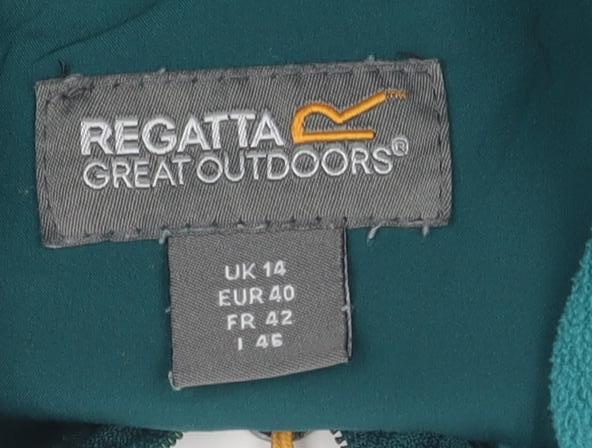 REGATTA
GREAT OUTDOORS®
UK 14
EUR 40
FR 42
I 46